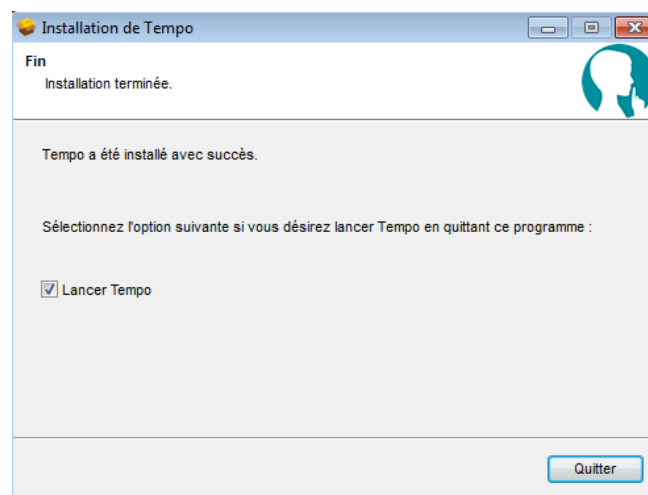 Installation de Tempo
Fin
Installation terminée.
Tempo a été installé avec succès.
Sélectionnez l'option suivante si vous désirez lancer Tempo en quittant ce programme :
Lancer Tempo
Quitter